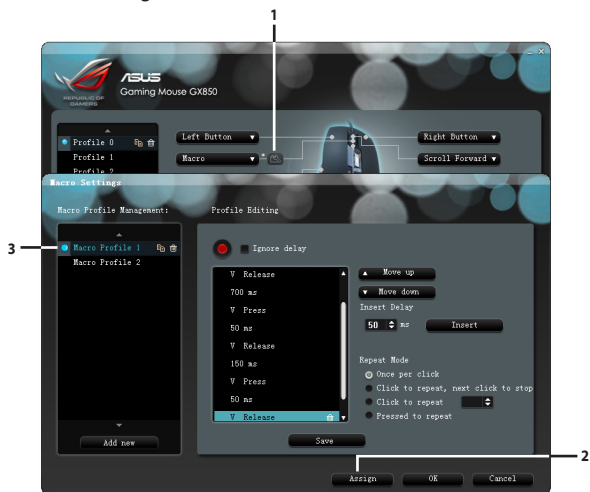 1
ASUS
Gaming Mouse GX850
REPUBLIC OF
GAMERS
Left Button
Right Button
Profile 0
Profile 1
Macro
Scroll Forward
Profile 2
Macro Settings
Macro Profile Management:
Profile Editing
3
Macro Profile 1
Macro Profile 2
Ignore delay
V Release
700 ms
V Press
50 ms
V Release
150 ms
V Press
50 ms
V Release
Move up
Move down
Insert Delay
50 ms
Insert
Repeat Mode
Once per click
Click to repeat, next click to stop
Click to repeat
Pressed to repeat
Add new
Save
2
Assign
OK
Cancel